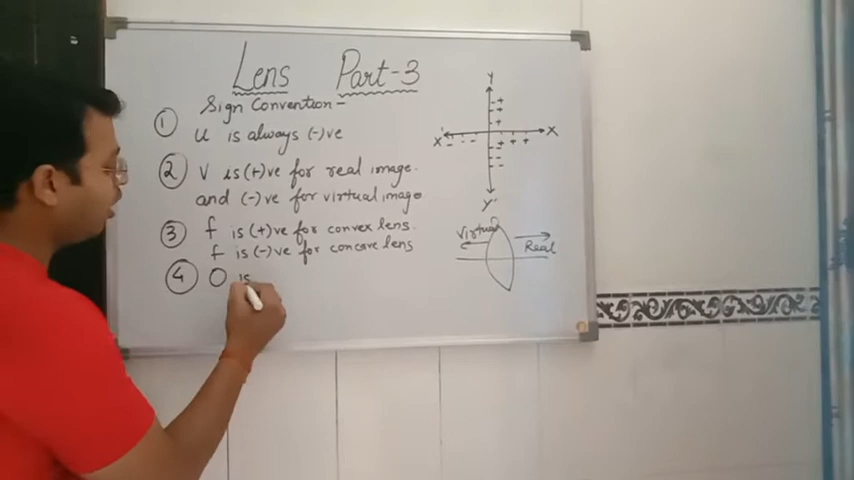 Lens Part-3
Sign Convention-
① u is always (-)ve
② V is (+)ve for real image.
and (-)ve for virtual image
③ f is (+)ve for convex lens.
f is (-)ve for concave lens
④ O is
Y
X' - - - + + + X
+
+
+
-
-
-
Y'
Virtual
Real